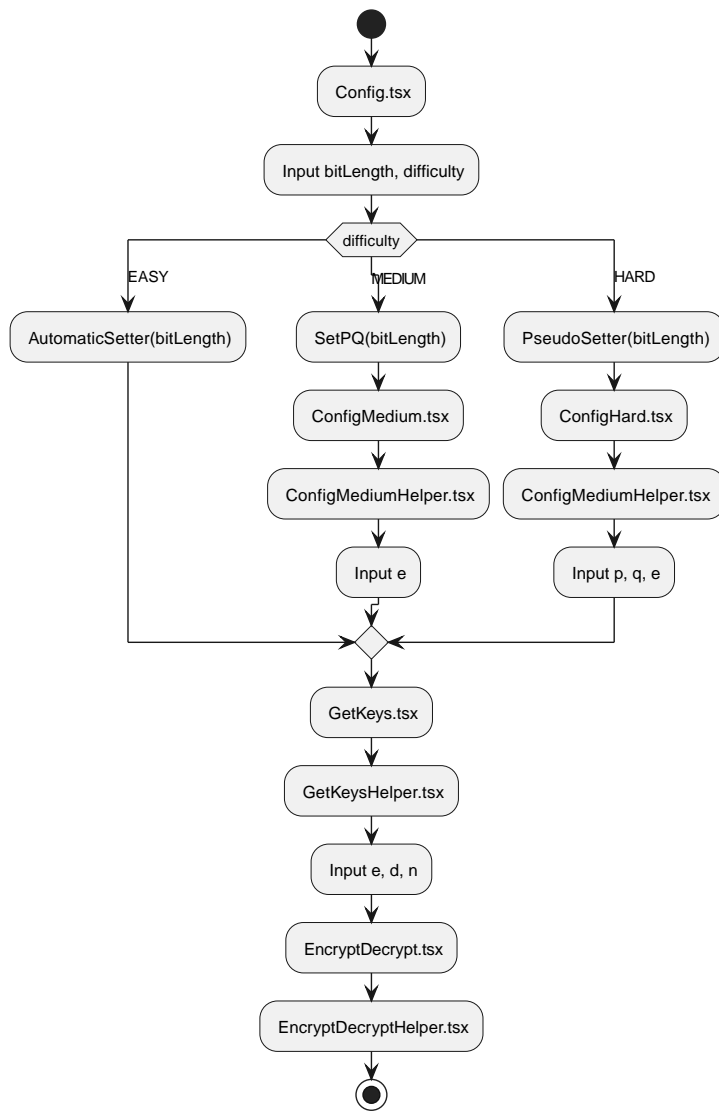 Config.tsx
Input bitLength, difficulty
difficulty
EASY
MEDIUM
HARD
AutomaticSetter(bitLength)
SetPQ(bitLength)
PseudoSetter(bitLength)
ConfigMedium.tsx
ConfigHard.tsx
ConfigMediumHelper.tsx
ConfigMediumHelper.tsx
Input e
Input p, q, e
GetKeys.tsx
GetKeysHelper.tsx
Input e, d, n
EncryptDecrypt.tsx
EncryptDecryptHelper.tsx